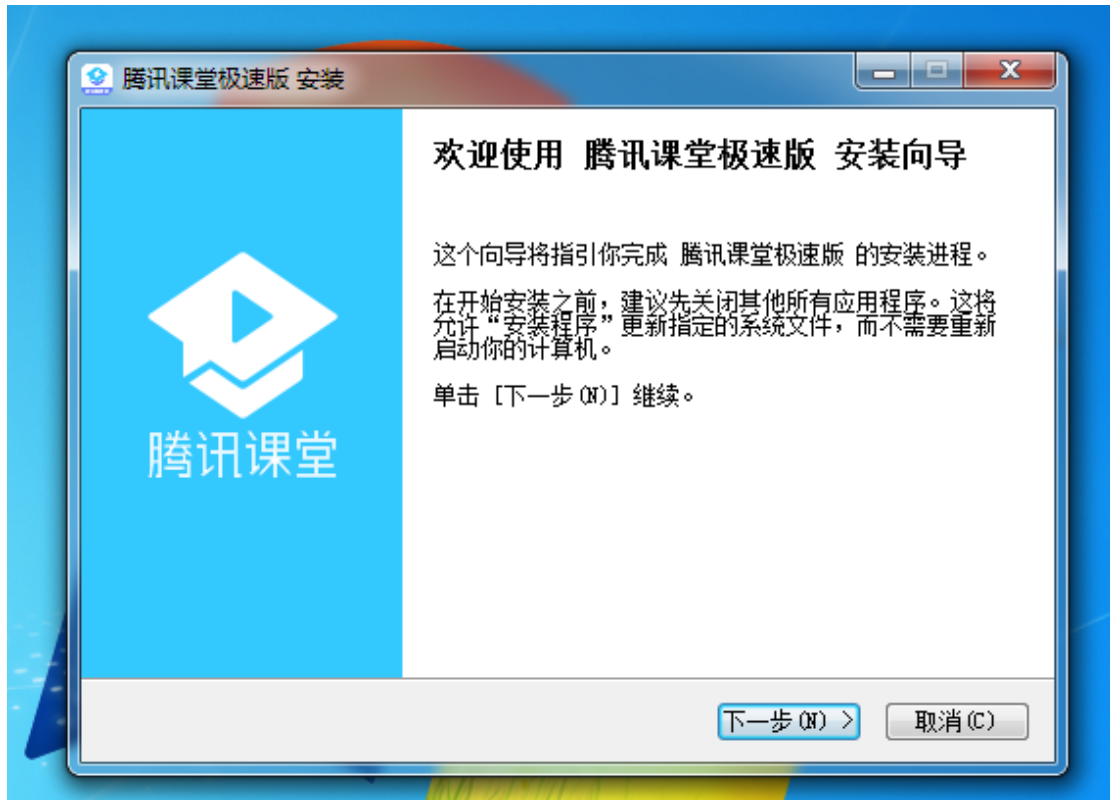 腾讯课堂极速版 安装
欢迎使用 腾讯课堂极速版 安装向导
这个向导将指引你完成 腾讯课堂极速版 的安装进程。
在开始安装之前，建议先关闭其他所有应用程序。这将
允许“安装程序”更新指定的系统文件，而不需要重新
启动你的计算机。
单击 [下一步(N)] 继续。
腾讯课堂
下一步(N) >
取消(C)